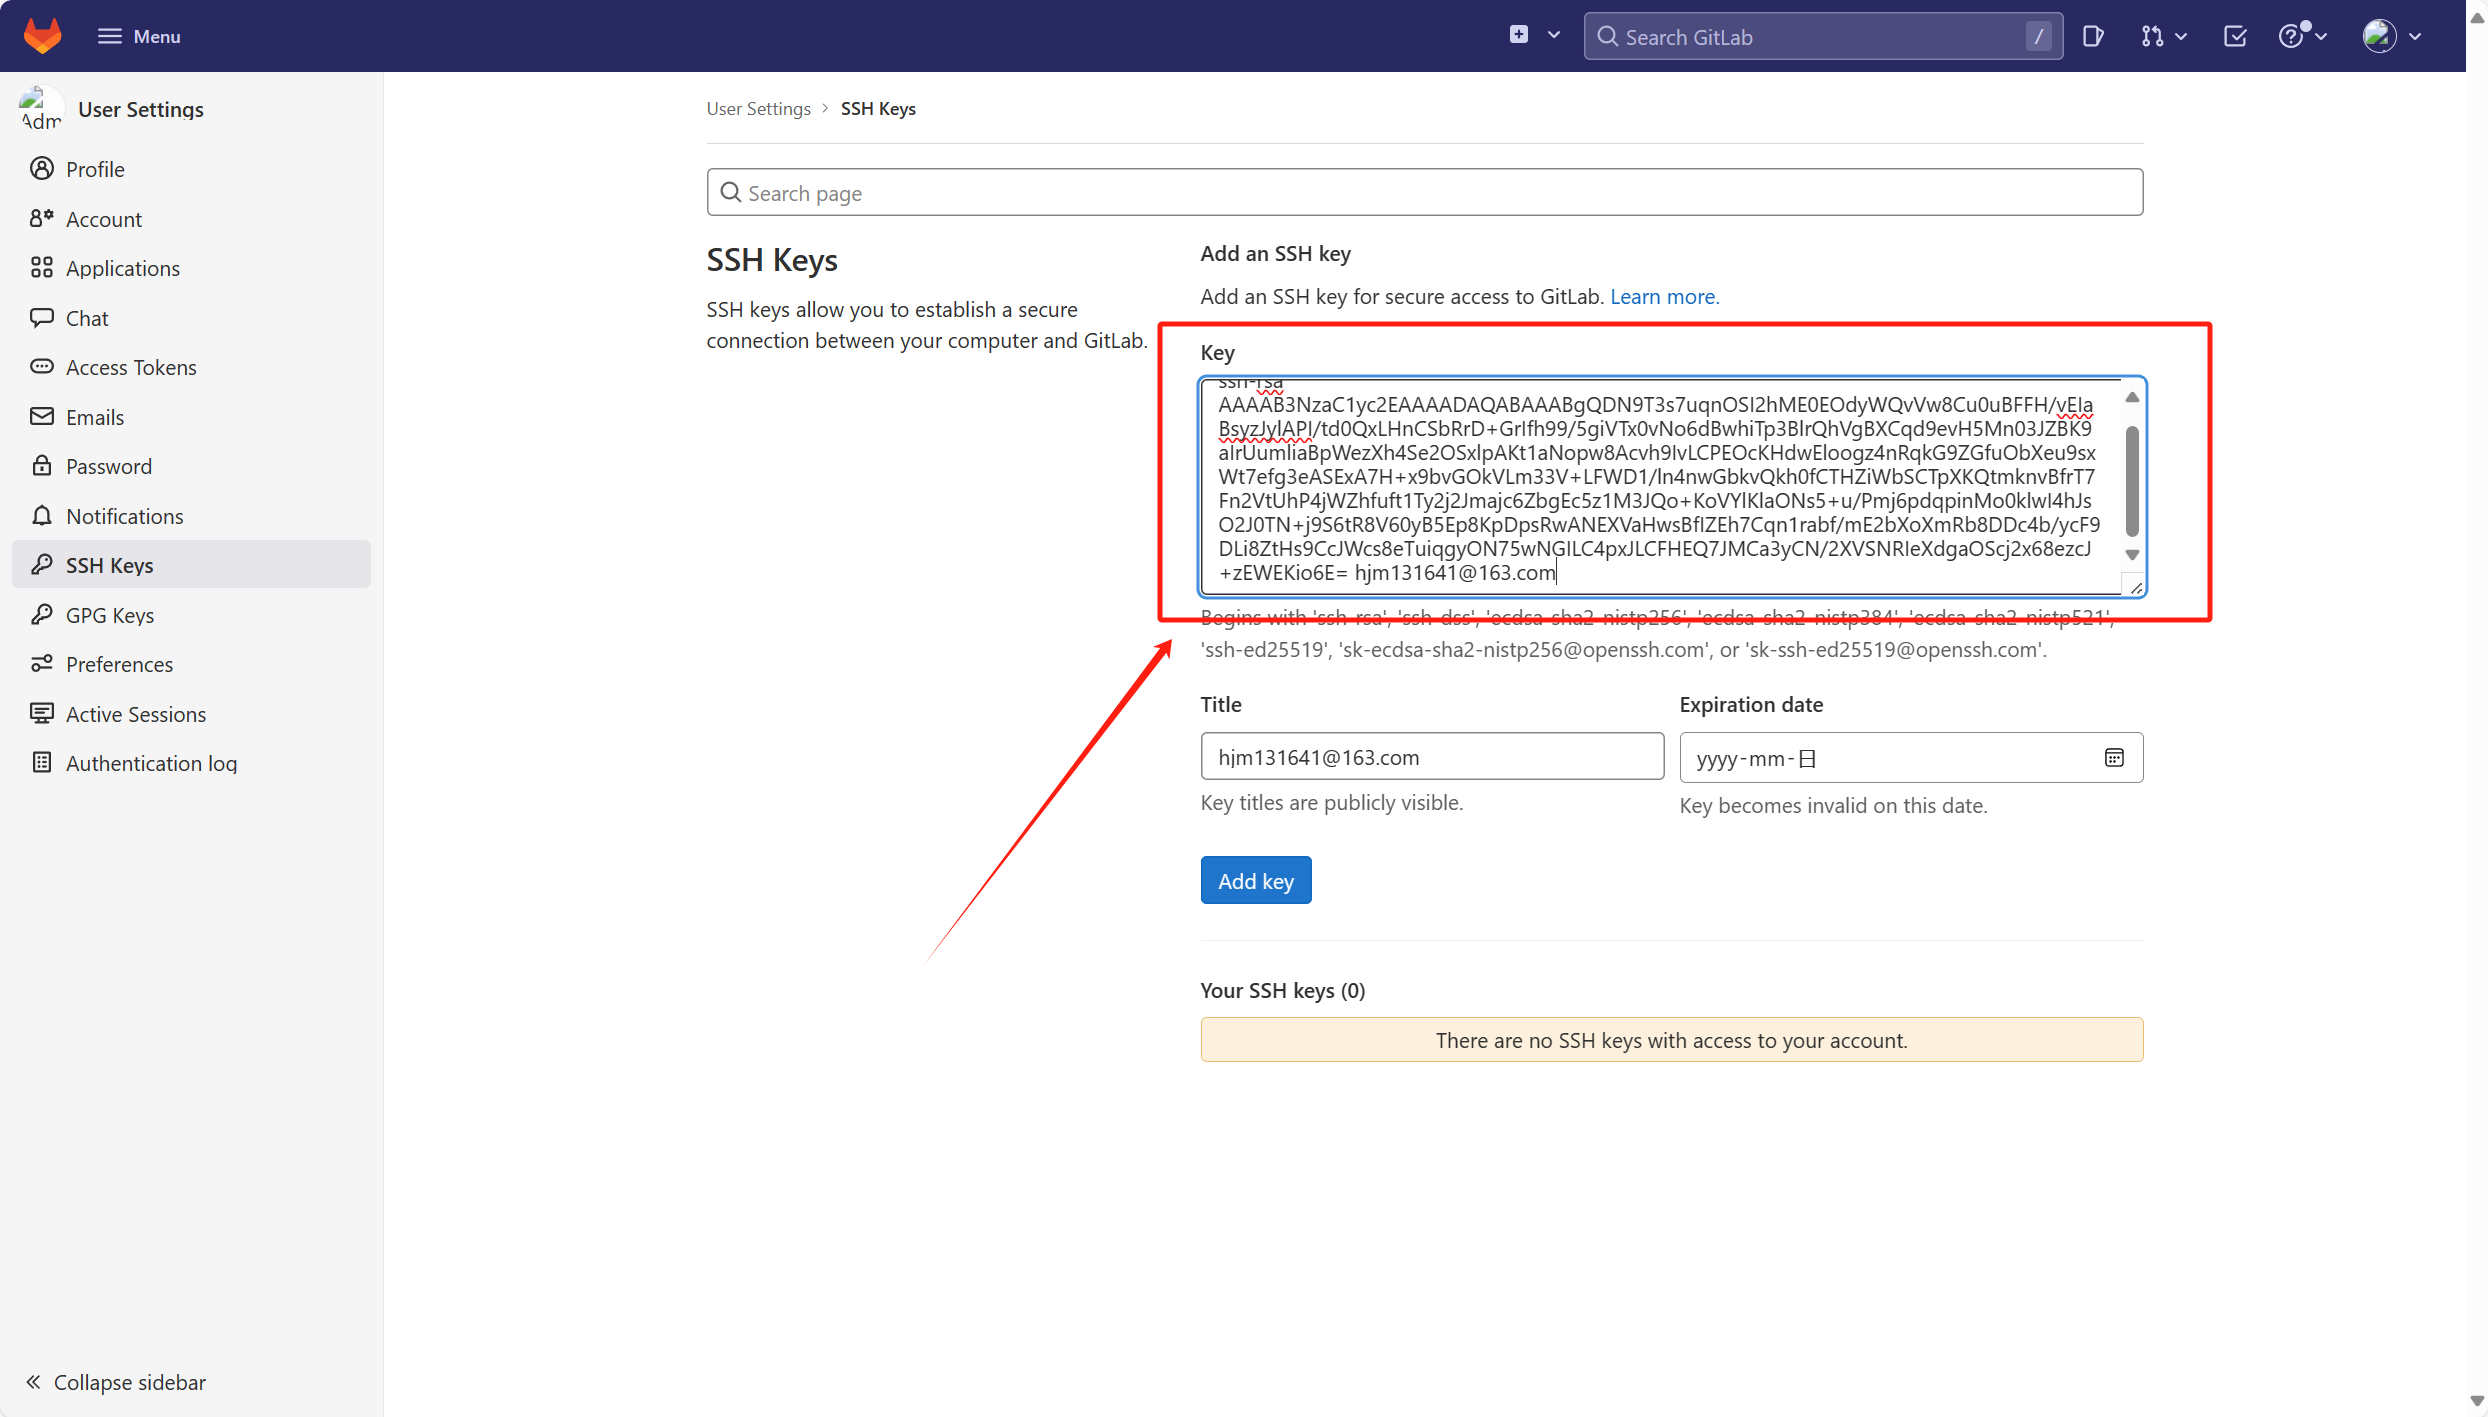 Menu
Search GitLab
/
Adm
User Settings
Profile
Account
Applications
Chat
Access Tokens
Emails
Password
Notifications
SSH Keys
GPG Keys
Preferences
Active Sessions
Authentication log
Collapse sidebar
User Settings > SSH Keys
Search page
SSH Keys
SSH keys allow you to establish a secure
connection between your computer and GitLab.
Add an SSH key
Add an SSH key for secure access to GitLab. Learn more.
Key
ssh-rsa
AAAAB3NzaC1yc2EAAAADAQABAAABgQDN9T3s7uqnOSI2hME0EOdyWQvVw8Cu0uBFFH/vEla
BsyzJylAPI/td0QxLHnCSbRrD+GrIfh99/5giVTx0vNo6dBwhiTp3BlrQhVgBXCqd9evH5Mn03JZBK9
aIrUumliaBpWezXh4Se2OSxlpAKt1aNopw8Acvh9IvLCPEOcKHdwEloogz4nRqkG9ZGfuObXeu9sx
Wt7efg3eASExA7H+x9bvGOkVLm33V+LFWD1/ln4nwGbkvQkh0fCTHZiWbSCTpXKQtmknvBfrT7
Fn2VtUhP4jWZhfuft1Ty2j2Jmajc6ZbgEc5z1M3JQo+KoVYlKlaONs5+u/Pmj6pdqpinMo0klwI4hJs
O2J0TN+j9S6tR8V60yB5Ep8KpDpsRwANEXVaHwsBfIZEh7Cqn1rabf/mE2bXoXmRb8DDc4b/ycF9
DLi8ZtHs9CcJWcs8eTuiqgyON75wNGILC4pxJLCFHEQ7JMCa3yCN/2XVSNRIeXdgaOScj2x68ezcJ
+zEWEKio6E= hjm131641@163.com
Begins with 'ssh-rsa', 'ssh-dss', 'ecdsa-sha2-nistp256', 'ecdsa-sha2-nistp384', 'ecdsa-sha2-nistp521',
'ssh-ed25519', 'sk-ecdsa-sha2-nistp256@openssh.com', or 'sk-ssh-ed25519@openssh.com'.
Title
Expiration date
hjm131641@163.com
yyyy-mm-日
Key titles are publicly visible.
Key becomes invalid on this date.
Add key
Your SSH keys (0)
There are no SSH keys with access to your account.